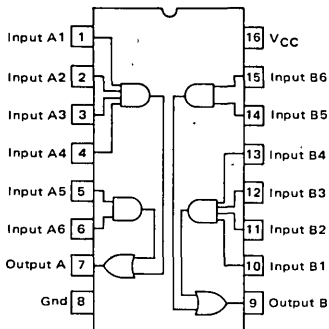 Input A1 1
Input A2 2
Input A3 3
Input A4 4
Input A5 5
Input A6 6
Output A 7
Gnd 8
16 VCC
15 Input B6
14 Input B5
13 Input B4
12 Input B3
11 Input B2
10 Input B1
9 Output B